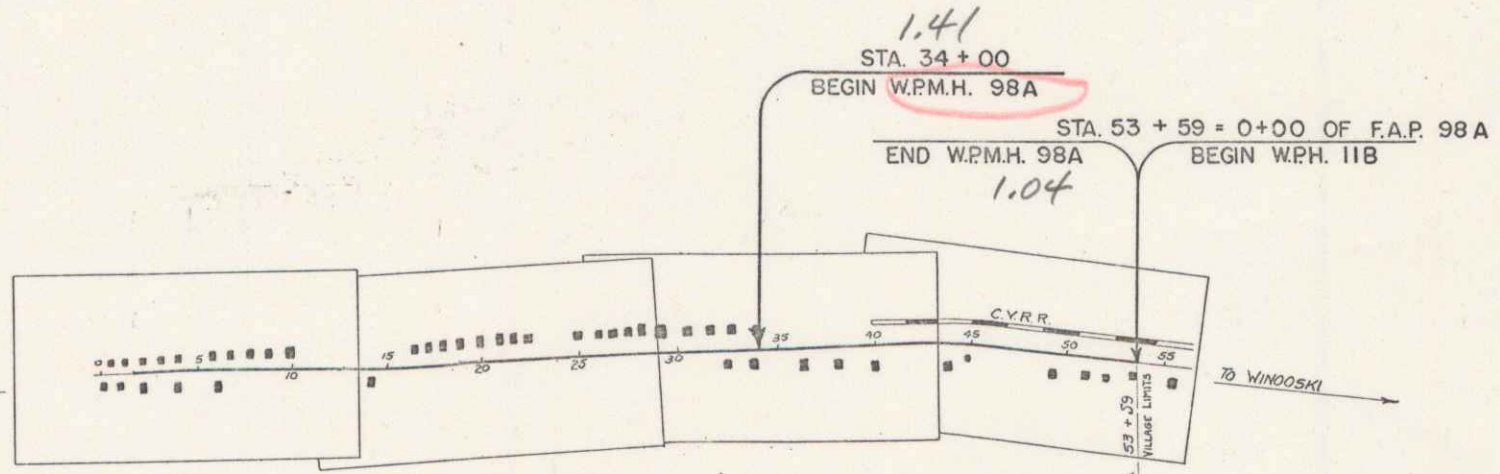 1.41
STA. 34 + 00
BEGIN W.P.M.H. 98A
STA. 53 + 59 = 0+00 OF F.A.P. 98A
END W.P.M.H. 98A
BEGIN W.P.H. 11B
1.04
C.V.R.R.
0 5 10 15 20 25 30 35 40 45 50 55
TO WINOOSKI
53 + 59
VILLAGE LIMITS